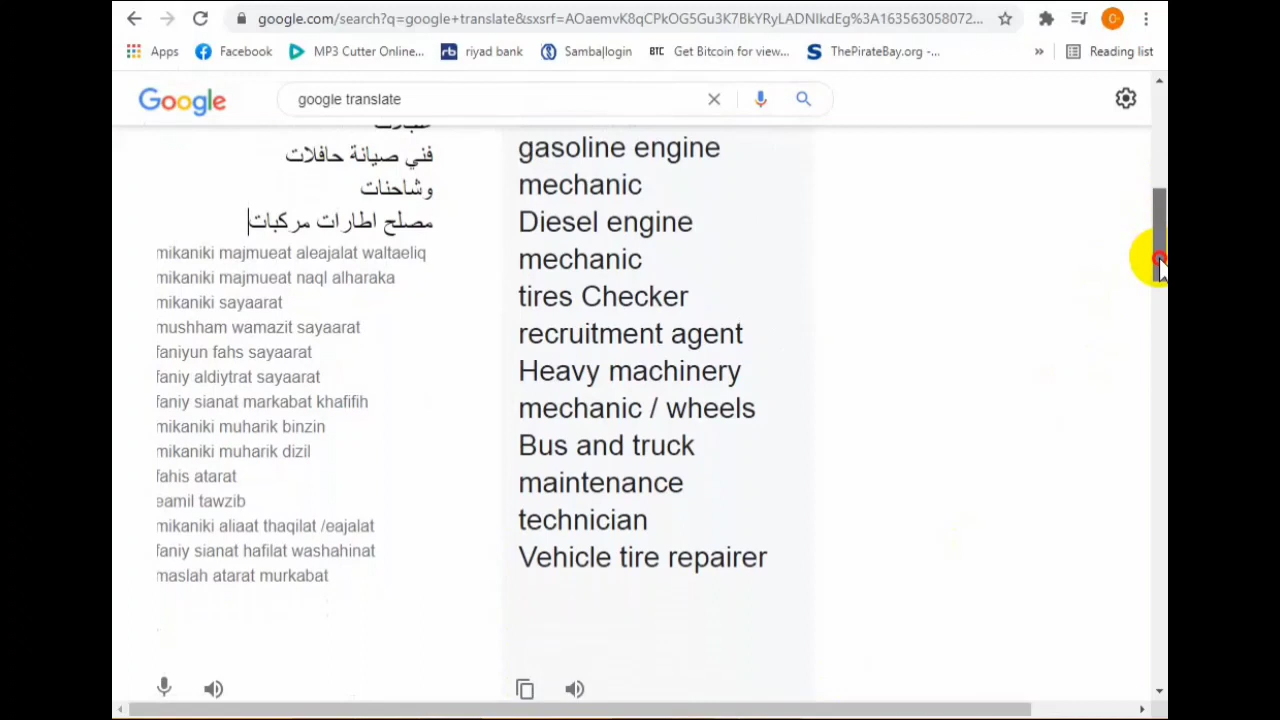 google.com/search?q=google+translate&sxsrf=AOaemvK8qCPkOG5Gu3K7BkYRyLADNIkdEg%3A163563058072...
Apps Facebook MP3 Cutter Online... riyad bank Samba|login BTC Get Bitcoin for view... ThePirateBay.org -... » Reading list
Google google translate
فني صيانة حافلات
وشاحنات
مصلح اطارات مركبات
mikaniki majmueat aleajalat waltaeliq
mikaniki majmueat naql alharaka
mikaniki sayaarat
mushham wamazit sayaarat
faniyun fahs sayaarat
faniy aldiytrat sayaarat
faniy sianat markabat khafifih
mikaniki muharik binzin
mikaniki muharik dizil
fahis atarat
eamil tawzib
mikaniki aliaat thaqilat /eajalat
faniy sianat hafilat washahinat
maslah atarat murkabat
gasoline engine
mechanic
Diesel engine
mechanic
tires Checker
recruitment agent
Heavy machinery
mechanic / wheels
Bus and truck
maintenance
technician
Vehicle tire repairer